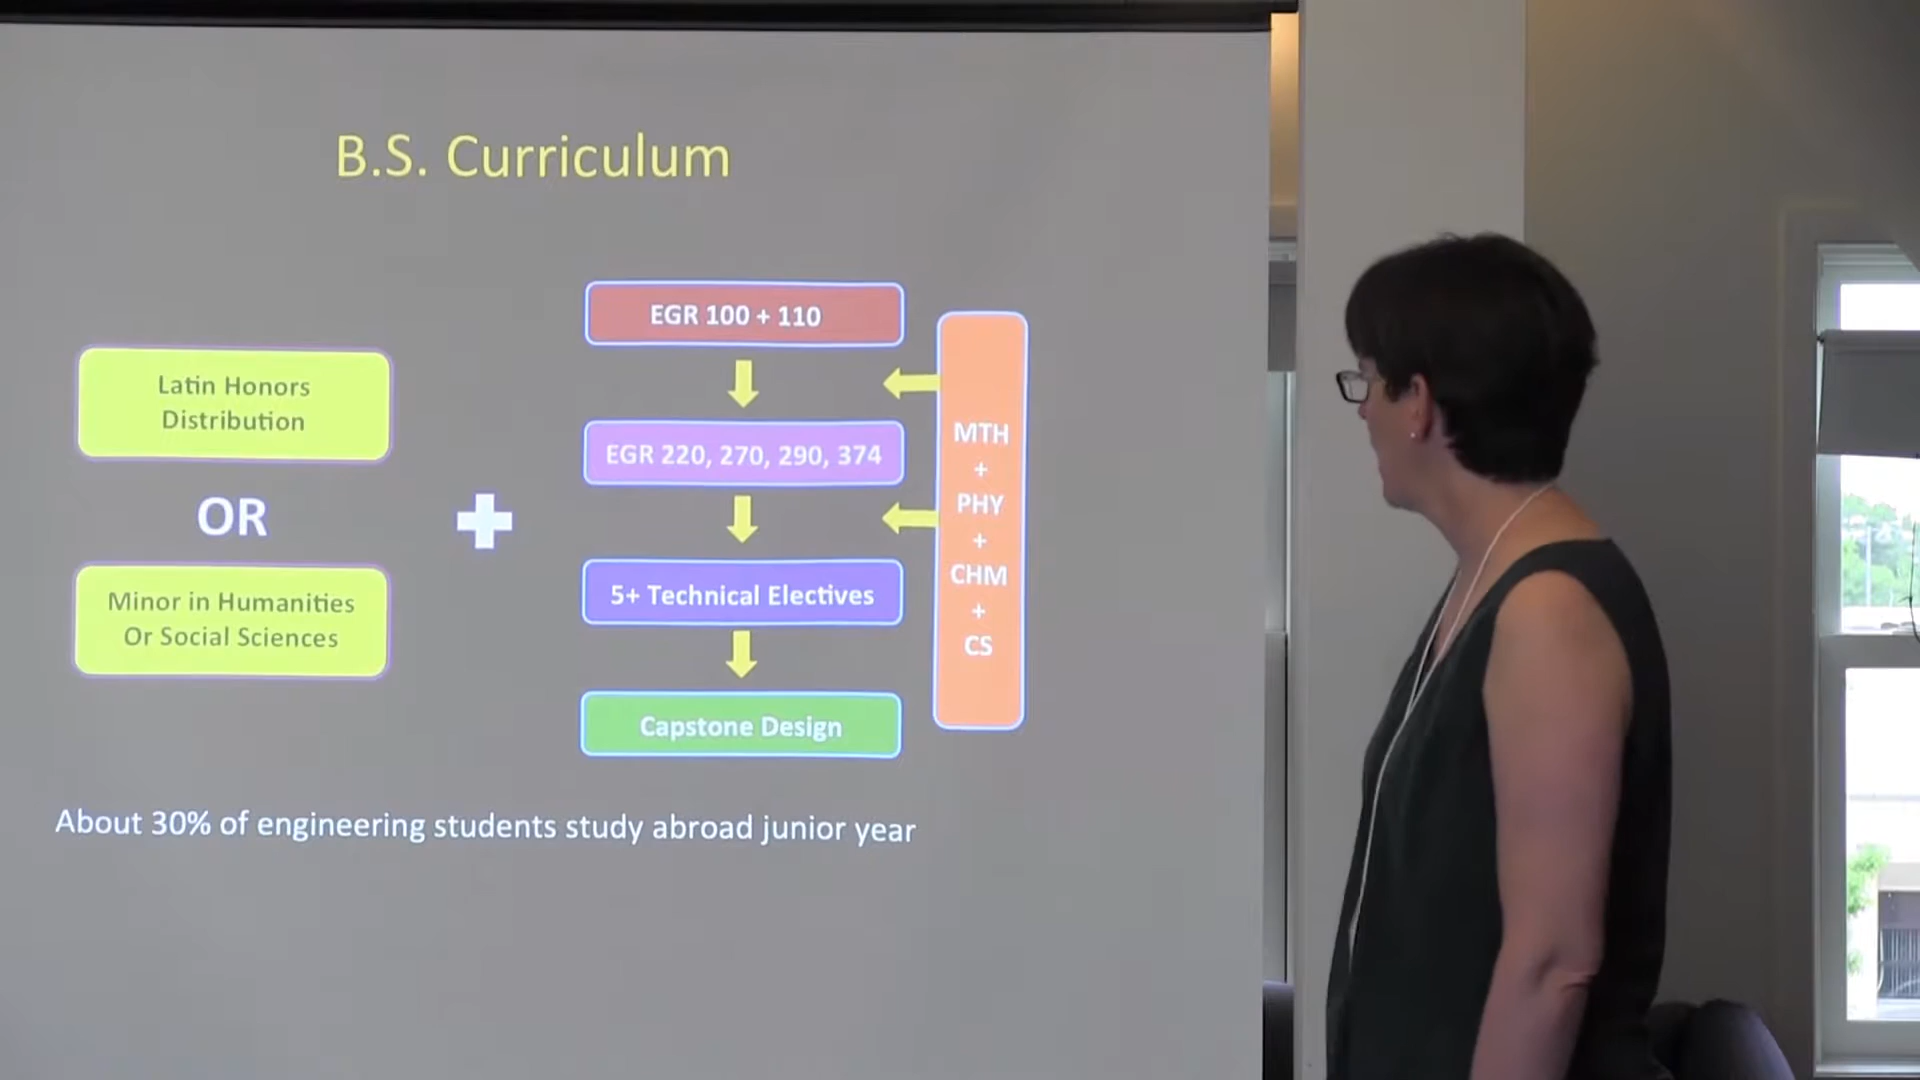 B.S. Curriculum
Latin Honors
Distribution
OR
Minor in Humanities
Or Social Sciences
+
EGR 100 + 110
EGR 220, 270, 290, 374
5+ Technical Electives
Capstone Design
MTH
+
PHY
+
CHM
+
CS
About 30% of engineering students study abroad junior year